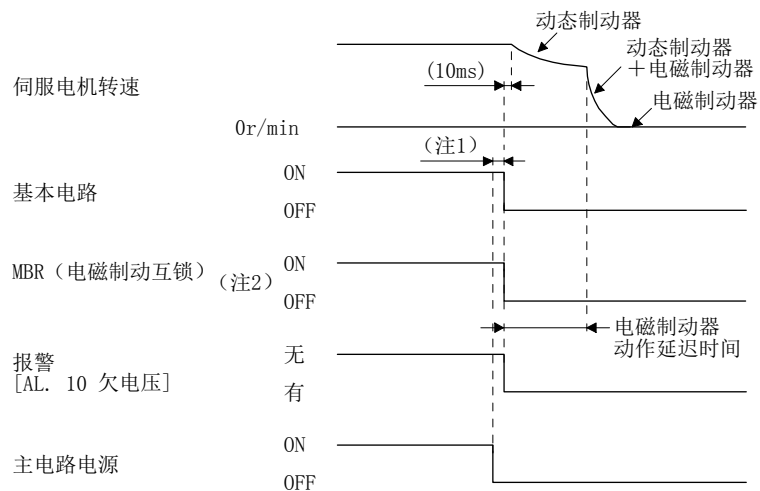 动态制动器
动态制动器
＋电磁制动器
(10ms)
伺服电机转速
电磁制动器
0r/min
（注1）
ON
基本电路
OFF
MBR（电磁制动互锁）（注2）
ON
OFF
电磁制动器
动作延迟时间
报警
[AL. 10 欠电压]
无
有
ON
主电路电源
OFF